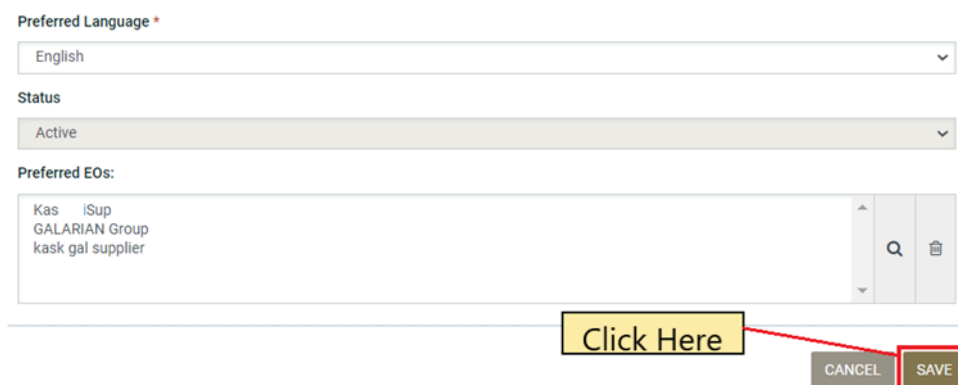 Preferred Language *
English
Status
Active
Preferred EOs:
Kas iSup
GALARIAN Group
kask gal supplier
Click Here
CANCEL
SAVE